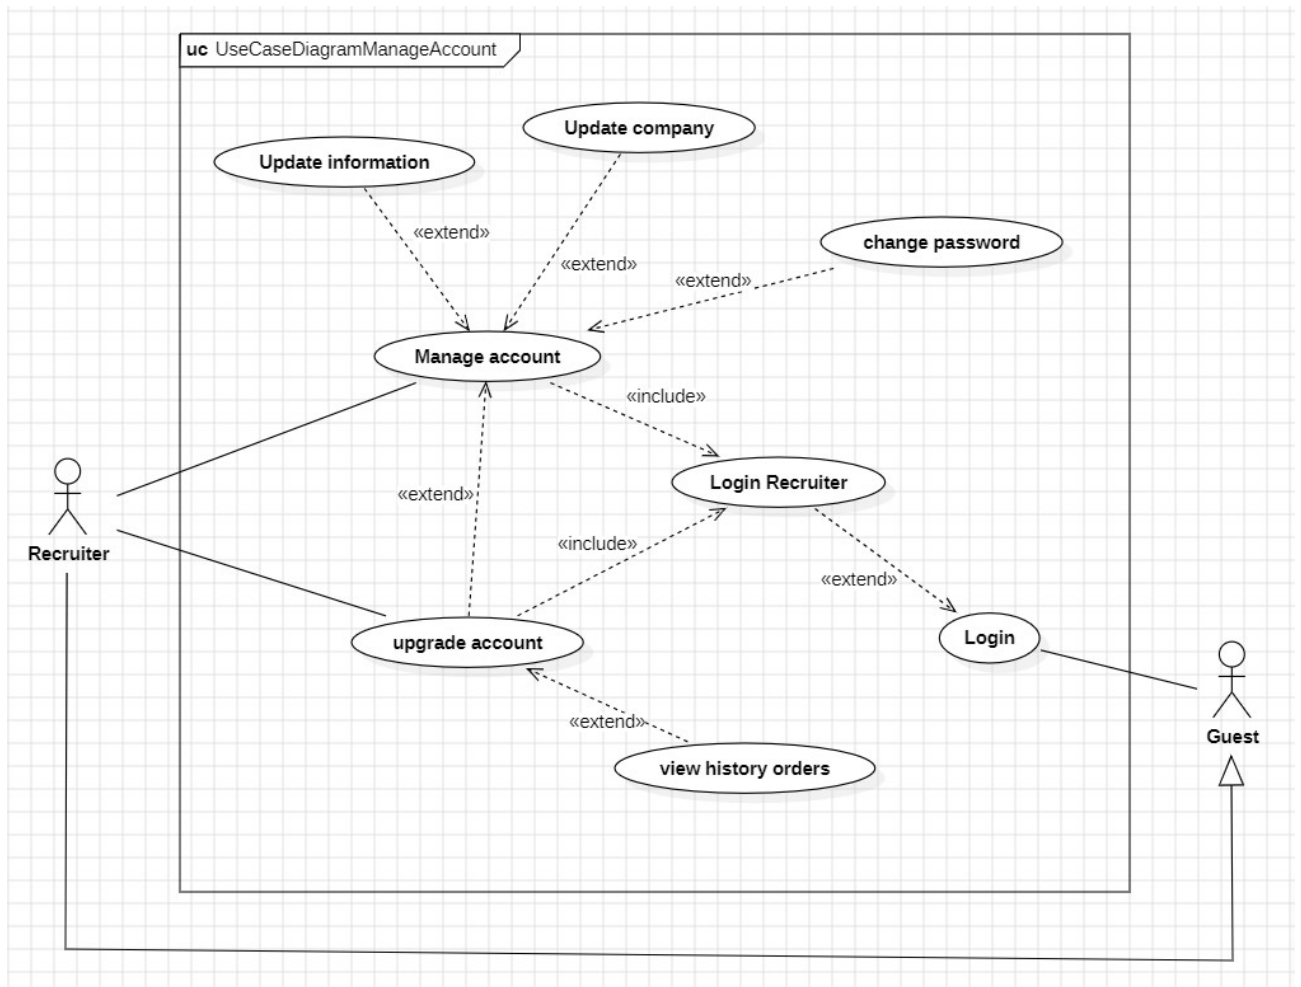 uc UseCaseDiagramManageAccount
Update company
Update information
«extend»
change password
«extend»
«extend»
Manage account
«include»
Login Recruiter
«extend»
«include»
Recruiter
«extend»
Login
upgrade account
«extend»
Guest
view history orders